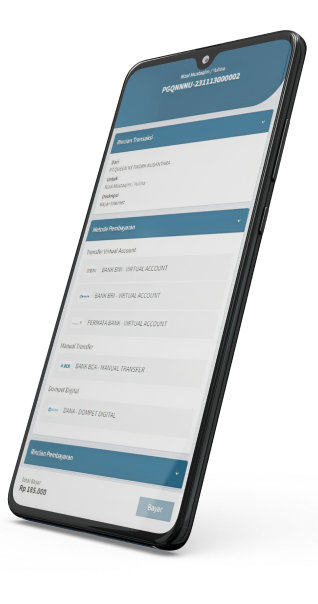 Wasil Mustaqim / Yulina
PGQNNMU-231113000002
Rincian Transaksi
Dari
PT QUEEN NETWORK NUSANTARA
Untuk
Wasil Mustaqim / Yulina
Deskripsi
Bayar Internet
Metode Pembayaran
Transfer Virtual Account
BANK BNI - VIRTUAL ACCOUNT
BANK BRI - VIRTUAL ACCOUNT
PERMATA BANK - VIRTUAL ACCOUNT
Manual Transfer
BCA BANK BCA - MANUAL TRANSFER
Dompet Digital
DANA - DOMPET DIGITAL
Rincian Pembayaran
Total Bayar
Rp 185.000
Bayar